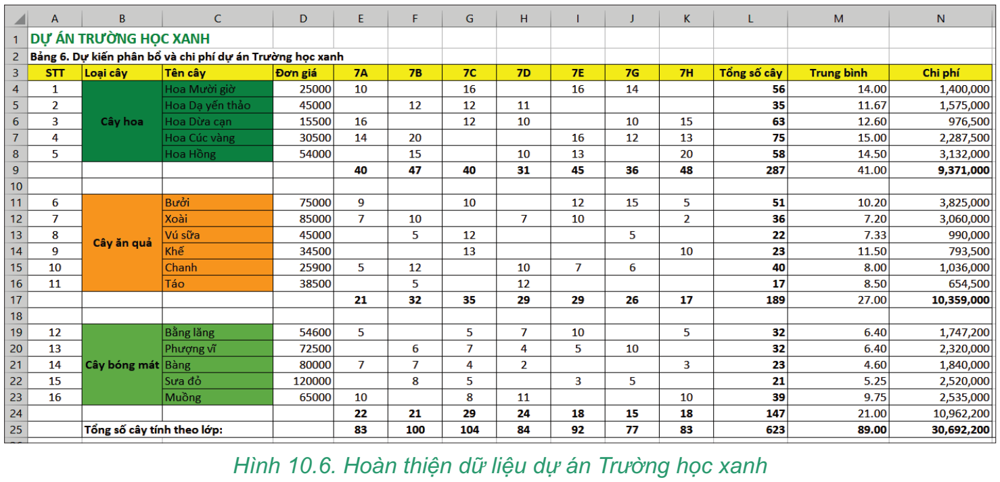 A B C D E F G H I J K L M N
1 DỰ ÁN TRƯỜNG HỌC XANH
2 Bảng 6. Dự kiến phân bổ và chi phí dự án Trường học xanh
3 STT Loại cây Tên cây Đơn giá 7A 7B 7C 7D 7E 7G 7H Tổng số cây Trung bình Chi phí
4 1 Hoa Mười giờ 25000 10 16 16 14 56 14.00 1,400,000
5 2 Hoa Dạ yến thảo 45000 12 12 11 35 11.67 1,575,000
6 3 Cây hoa Hoa Dừa cạn 15500 16 12 10 10 15 63 12.60 976,500
7 4 Hoa Cúc vàng 30500 14 20 16 12 13 75 15.00 2,287,500
8 5 Hoa Hồng 54000 15 10 13 20 58 14.50 3,132,000
9 40 47 40 31 45 36 48 287 41.00 9,371,000
10
11 6 Bưởi 75000 9 10 12 15 5 51 10.20 3,825,000
12 7 Xoài 85000 7 10 7 10 2 36 7.20 3,060,000
13 8 Vú sữa 45000 5 12 5 22 7.33 990,000
Cây ăn quả
14 9 Khế 34500 13 10 23 11.50 793,500
15 10 Chanh 25900 5 12 10 7 6 40 8.00 1,036,000
16 11 Táo 38500 5 12 17 8.50 654,500
17 21 32 35 29 29 26 17 189 27.00 10,359,000
18
19 12 Bằng lăng 54600 5 5 7 10 5 32 6.40 1,747,200
20 13 Phượng vĩ 72500 6 7 4 5 10 32 6.40 2,320,000
21 14 Cây bóng mát Bàng 80000 7 7 4 2 3 23 4.60 1,840,000
22 15 Sưa đỏ 120000 8 5 3 5 21 5.25 2,520,000
23 16 Muồng 65000 10 8 11 10 39 9.75 2,535,000
24 22 21 29 24 18 15 18 147 21.00 10,962,200
25 Tổng số cây tính theo lớp: 83 100 104 84 92 77 83 623 89.00 30,692,200
Hình 10.6. Hoàn thiện dữ liệu dự án Trường học xanh